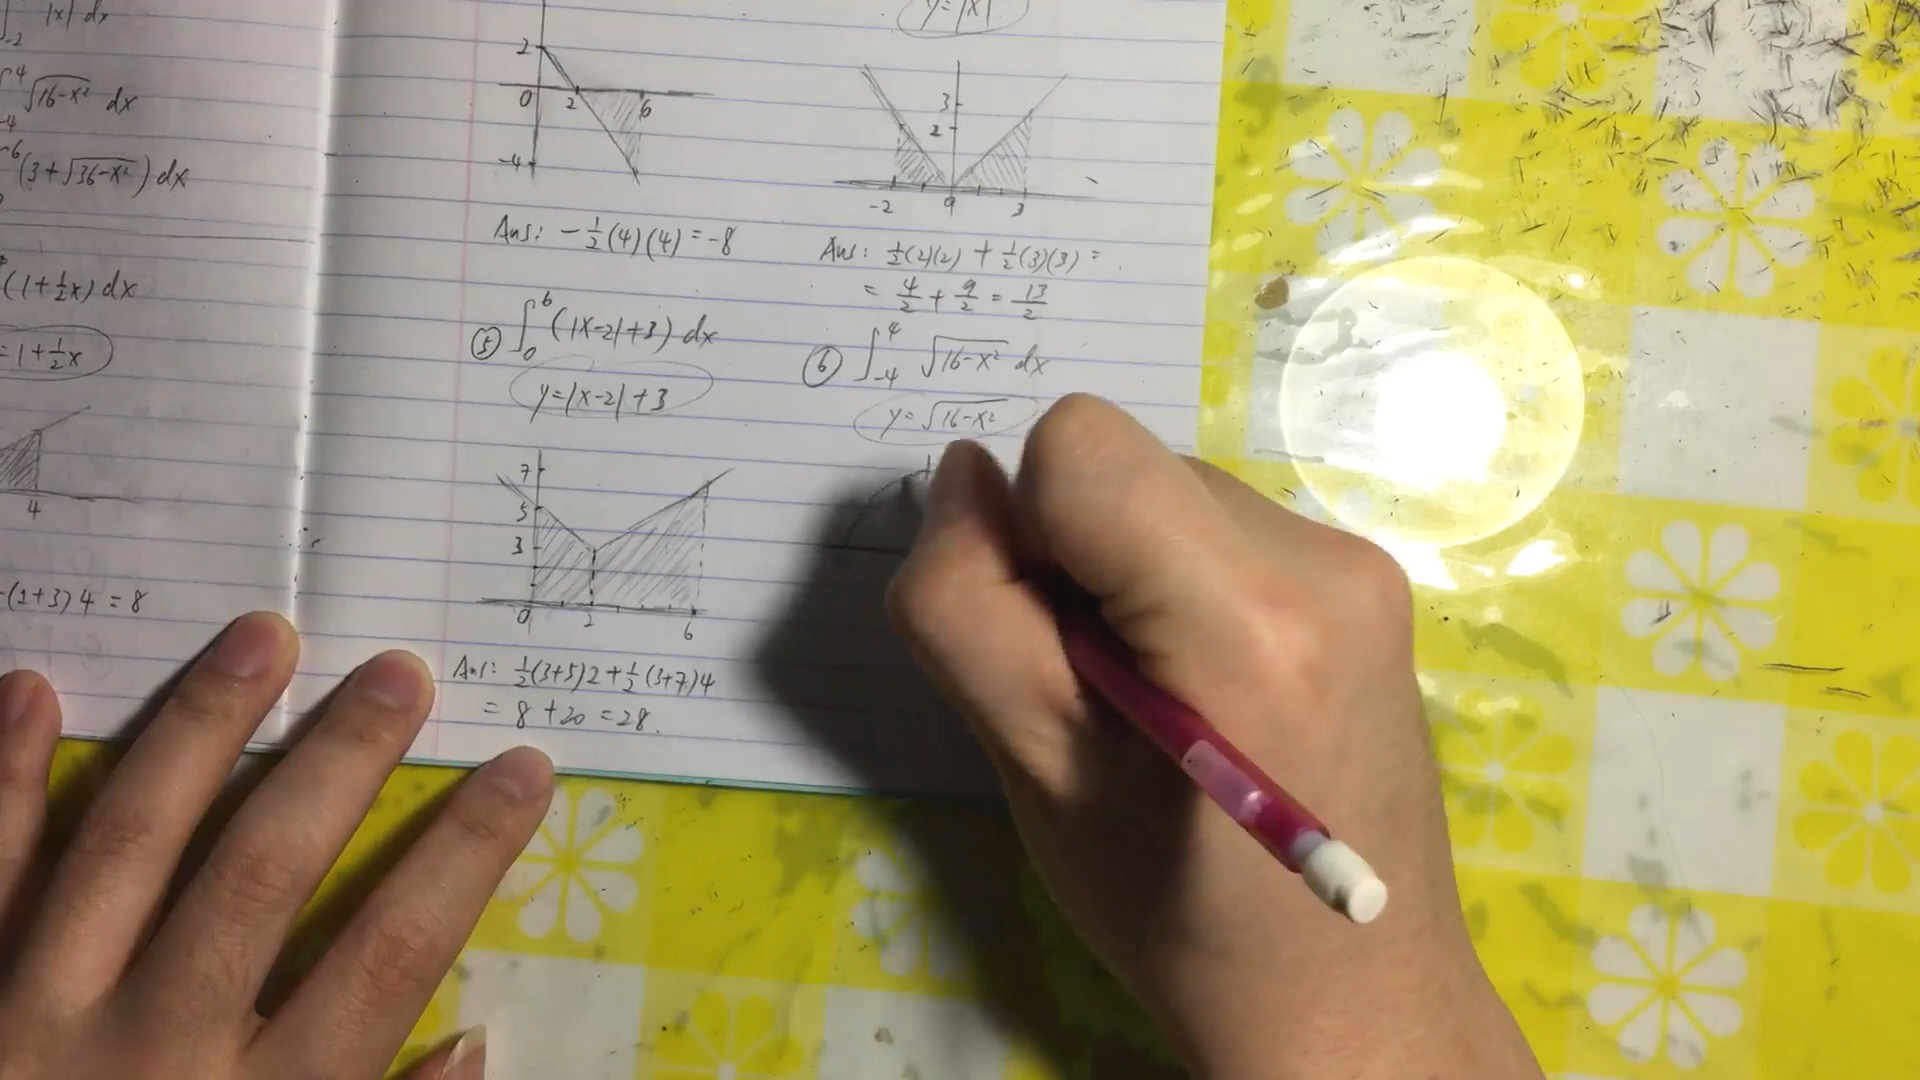 |x| dx
-2
4
√16-x² dx
-4
6
(3+√36-x²) dx
(1+½x) dx
= 1+½x
4
(1+3)4 = 8
2
0 2 6
-4
Ans: -½(4)(4) = -8
⑤ ∫₀⁶ (|x-2|+3) dx
y=|x-2|+3
7
5
3
0 2 6
Ans: ½(3+5)2+½(3+7)4
= 8+20 = 28.
y=|x|
3
2
-2 0 3
Ans: ½(2)(2) + ½(3)(3) =
= 4/2 + 9/2 = 13/2
⑥ ∫₋₄⁴ √16-x² dx
y=√16-x²